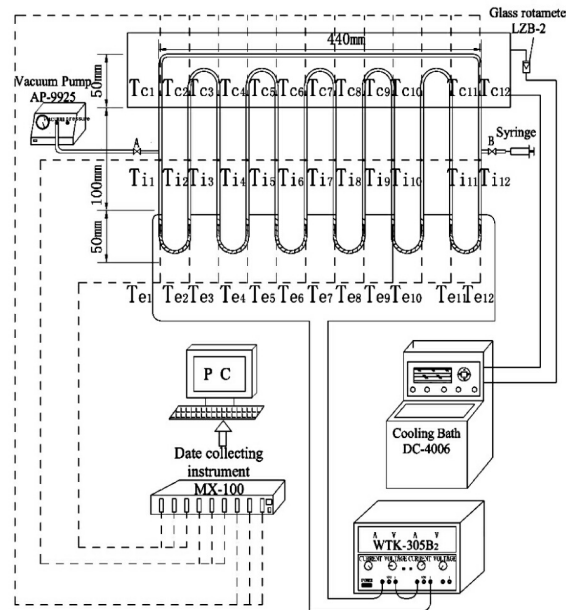 Glass rotameter
LZB-2
440mm
50mm
Vacuum Pump
AP-9925
Tc1 Tc2 Tc3 Tc4 Tc5 Tc6 Tc7 Tc8 Tc9 Tc10 Tc11 Tc12
A
B
Syringe
100mm
Ti1 Ti2 Ti3 Ti4 Ti5 Ti6 Ti7 Ti8 Ti9 Ti10 Ti11 Ti12
50mm
Te1 Te2 Te3 Te4 Te5 Te6 Te7 Te8 Te9 Te10 Te11 Te12
PC
Date collecting
instrument
MX-100
Cooling Bath
DC-4006
A V A V
WTK-305B2
CURRENT VOLTAGE CURRENT VOLTAGE